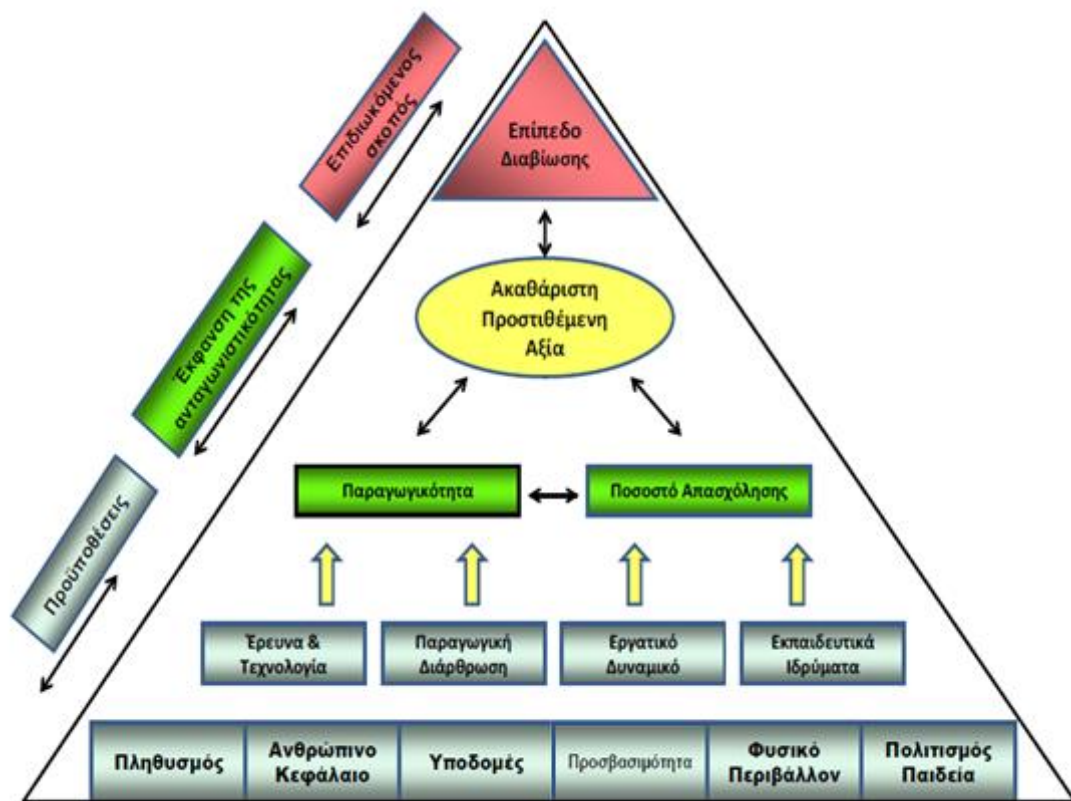 Επιδιωκόμενος
σκοπός
Έκφανση της
ανταγωνιστικότητας
Προϋποθέσεις
Επίπεδο
Διαβίωσης
Ακαθάριστη
Προστιθέμενη
Αξία
Παραγωγικότητα
Ποσοστό Απασχόλησης
Έρευνα &
Τεχνολογία
Παραγωγική
Διάρθρωση
Εργατικό
Δυναμικό
Εκπαιδευτικά
Ιδρύματα
Πληθυσμός
Ανθρώπινο
Κεφάλαιο
Υποδομές
Προσβασιμότητα
Φυσικό
Περιβάλλον
Πολιτισμός
Παιδεία